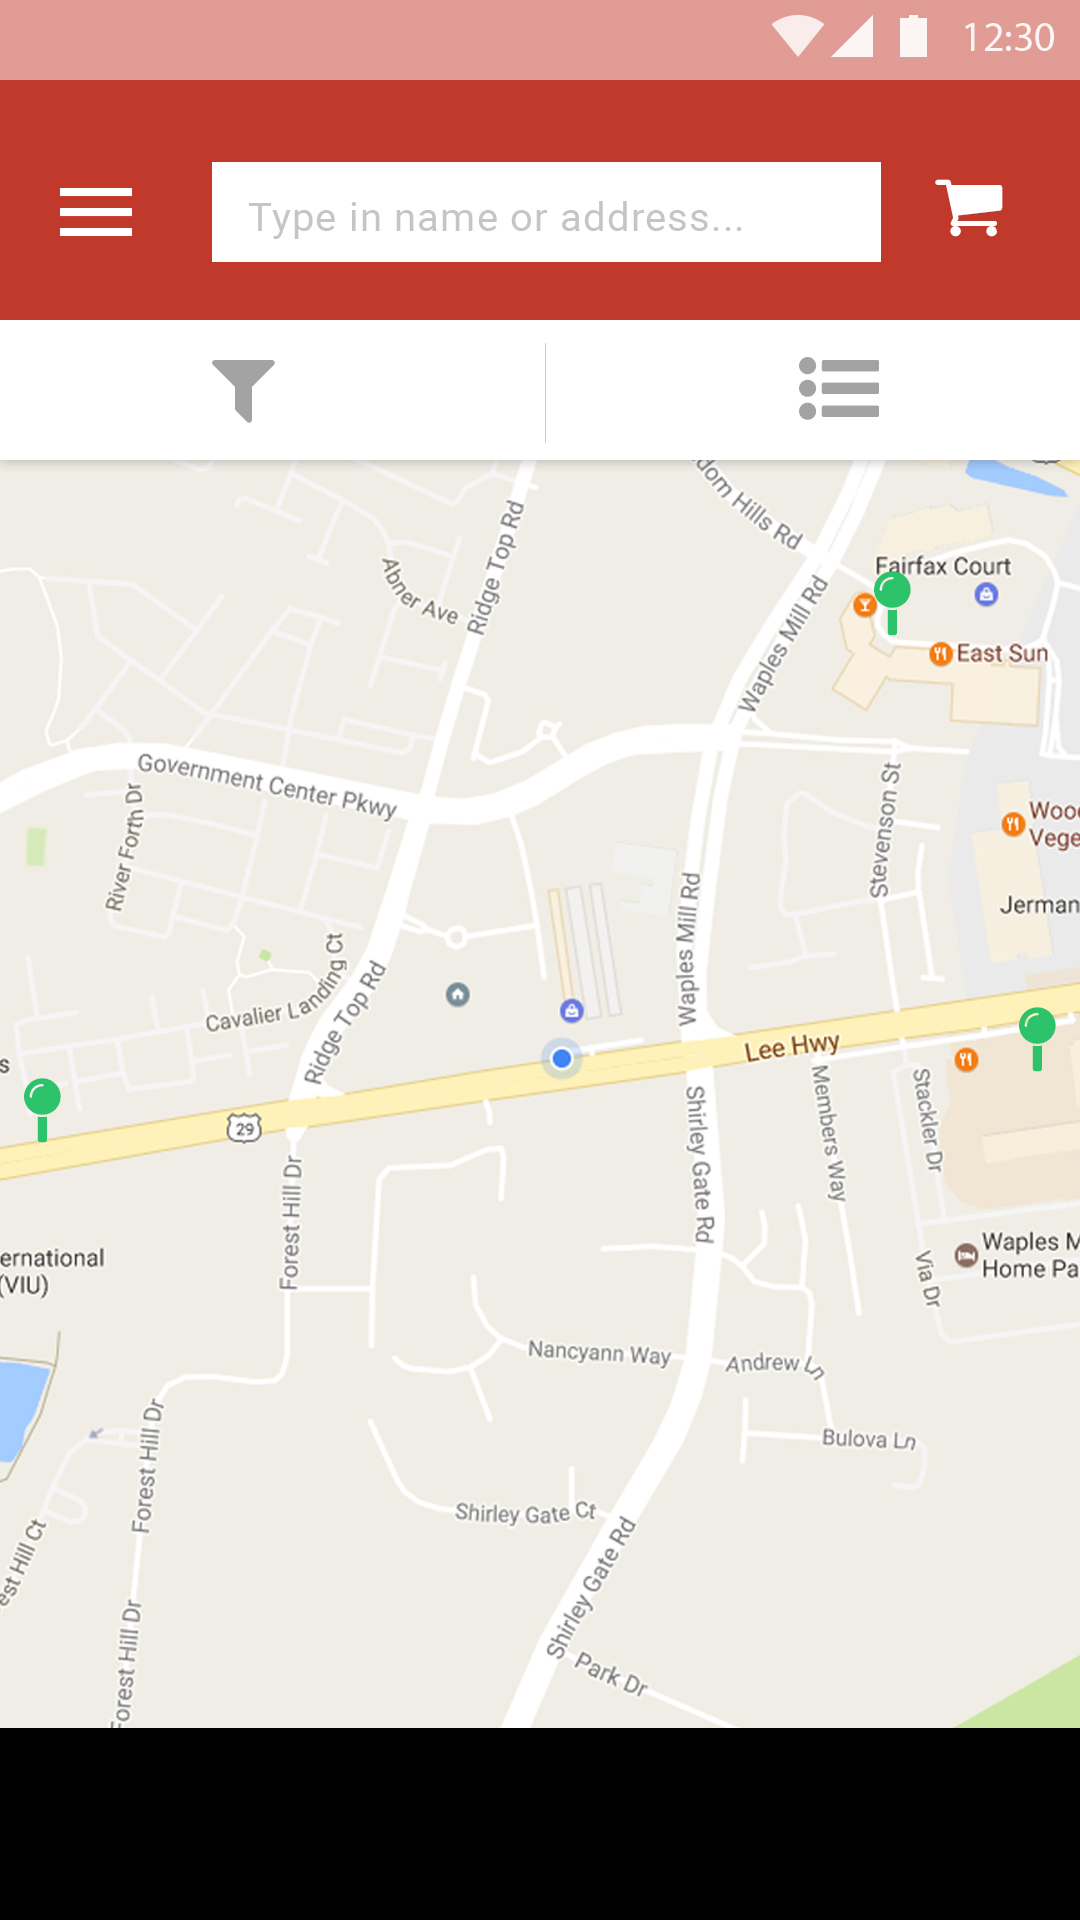 12:30
Type in name or address...
dom Hills Rd
Ridge Top Rd
Abner Ave
Fairfax Court
Waples Mill Rd
East Sun
Government Center Pkwy
River Forth Dr
Stevenson St
Wood
Vege
Waples Mill Rd
Jerman
Cavalier Landing Ct
Ridge Top Rd
Lee Hwy
s
29
Shirley Gate Rd
Members Way
Stackler Dr
Forest Hill Dr
ernational
(VIU)
Waples M
Home Pa
Via Dr
Nancyann Way
Andrew Ln
Forest Hill Dr
Bulova Ln
Shirley Gate Ct
est Hill Ct
Shirley Gate Rd
Forest Hill Dr
Park Dr